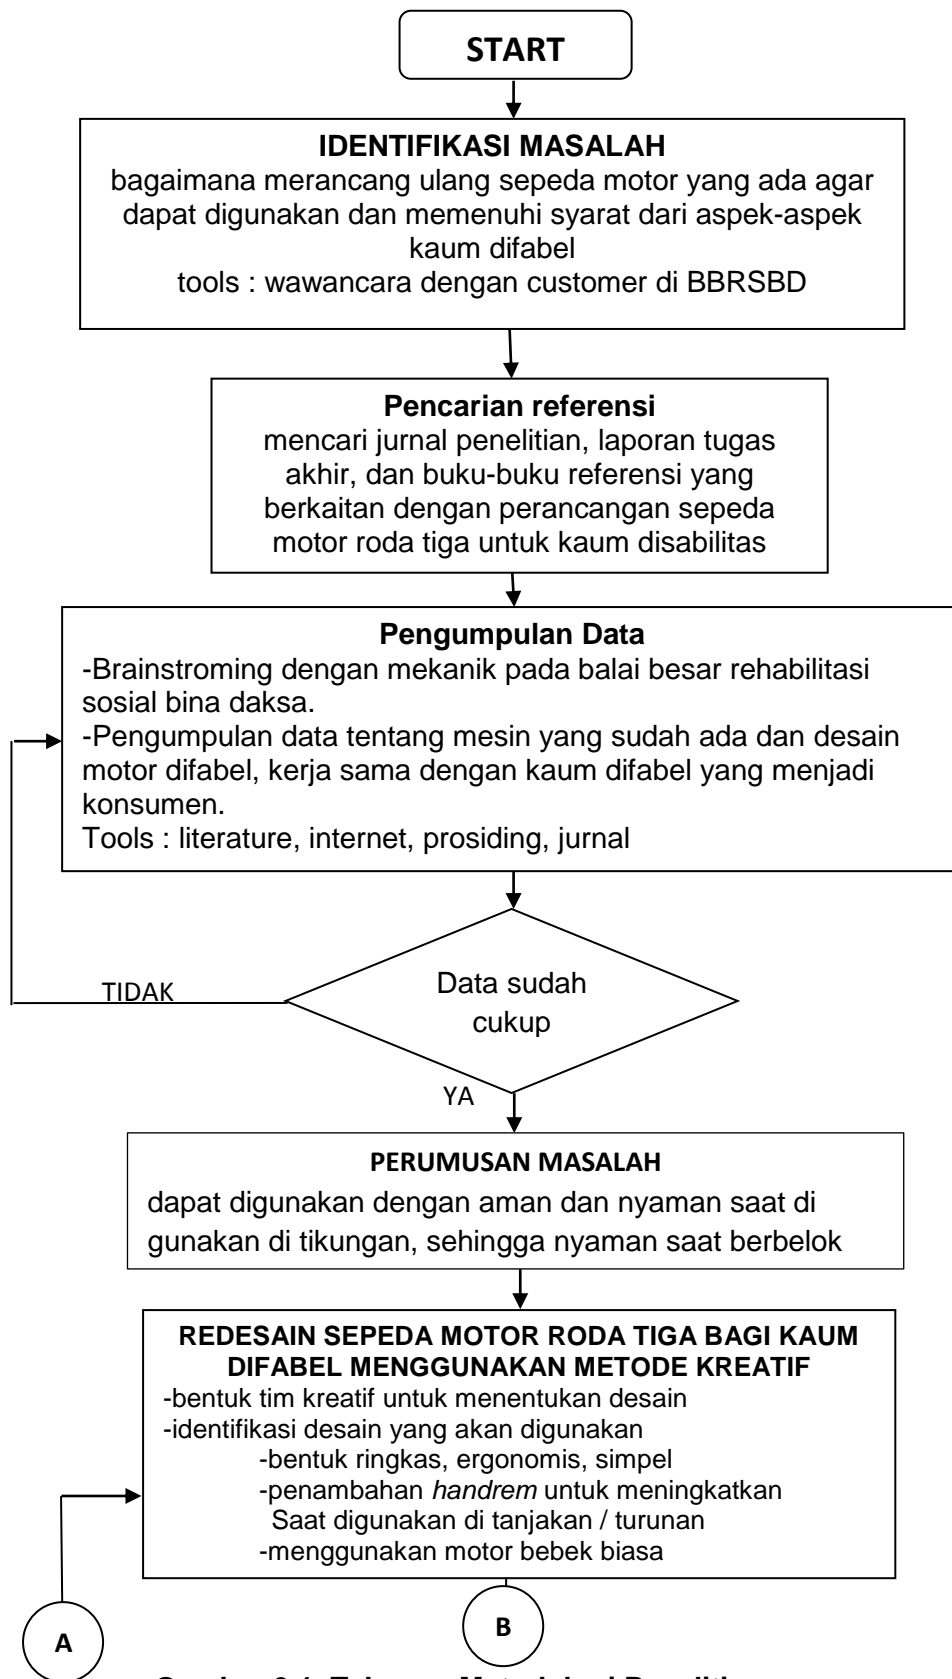 START
IDENTIFIKASI MASALAH
bagaimana merancang ulang sepeda motor yang ada agar
dapat digunakan dan memenuhi syarat dari aspek-aspek
kaum difabel
tools : wawancara dengan customer di BBRSBD
Pencarian referensi
mencari jurnal penelitian, laporan tugas
akhir, dan buku-buku referensi yang
berkaitan dengan perancangan sepeda
motor roda tiga untuk kaum disabilitas
Pengumpulan Data
-Brainstroming dengan mekanik pada balai besar rehabilitasi
sosial bina daksa.
-Pengumpulan data tentang mesin yang sudah ada dan desain
motor difabel, kerja sama dengan kaum difabel yang menjadi
konsumen.
Tools : literature, internet, prosiding, jurnal
Data sudah
cukup
TIDAK
YA
PERUMUSAN MASALAH
dapat digunakan dengan aman dan nyaman saat di
gunakan di tikungan, sehingga nyaman saat berbelok
REDESAIN SEPEDA MOTOR RODA TIGA BAGI KAUM
DIFABEL MENGGUNAKAN METODE KREATIF
-bentuk tim kreatif untuk menentukan desain
-identifikasi desain yang akan digunakan
-bentuk ringkas, ergonomis, simpel
-penambahan handrem untuk meningkatkan
Saat digunakan di tanjakan / turunan
-menggunakan motor bebek biasa
A
B